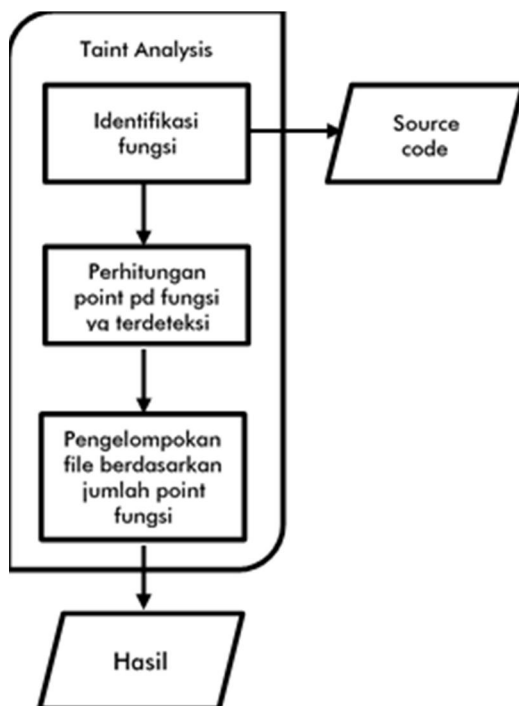 Taint Analysis
Identifikasi
fungsi
Source
code
Perhitungan
point pd fungsi
yg terdeteksi
Pengelompokan
file berdasarkan
jumlah point
fungsi
Hasil